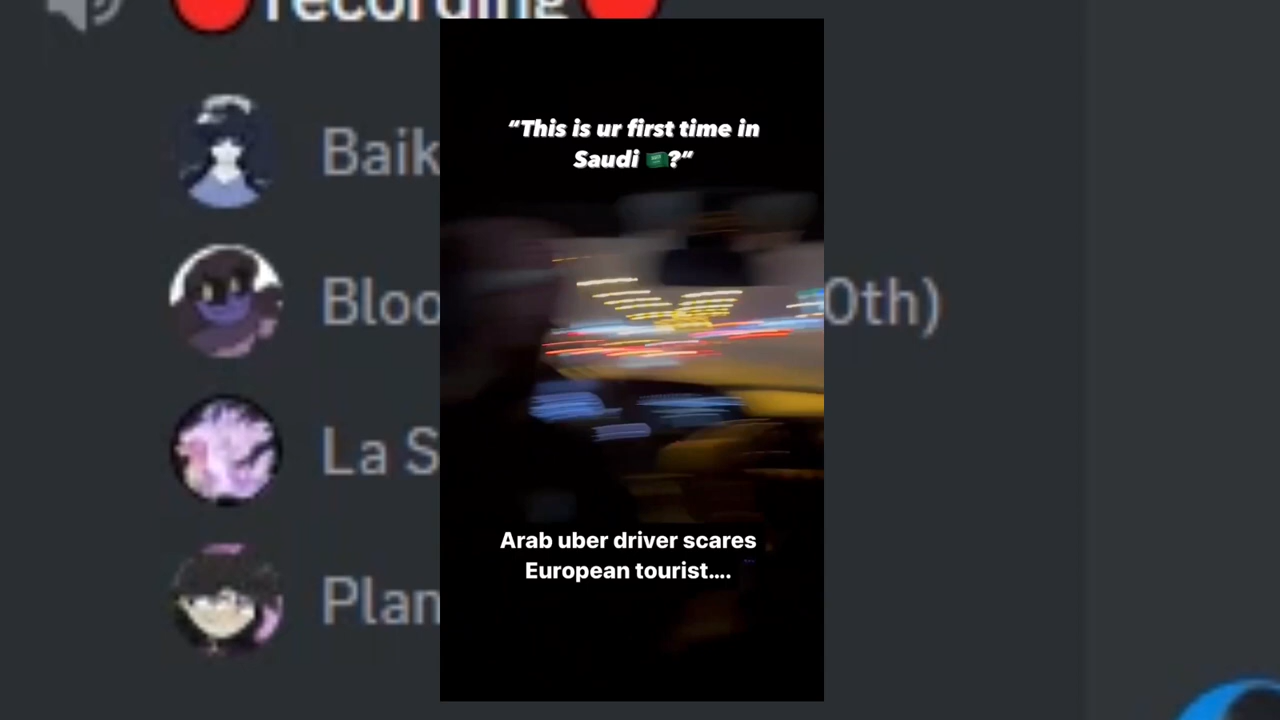 recording
Baik
Bloo
0th)
La S
Plan
“This is ur first time in
Saudi 🇸🇦?“
Arab uber driver scares
European tourist....